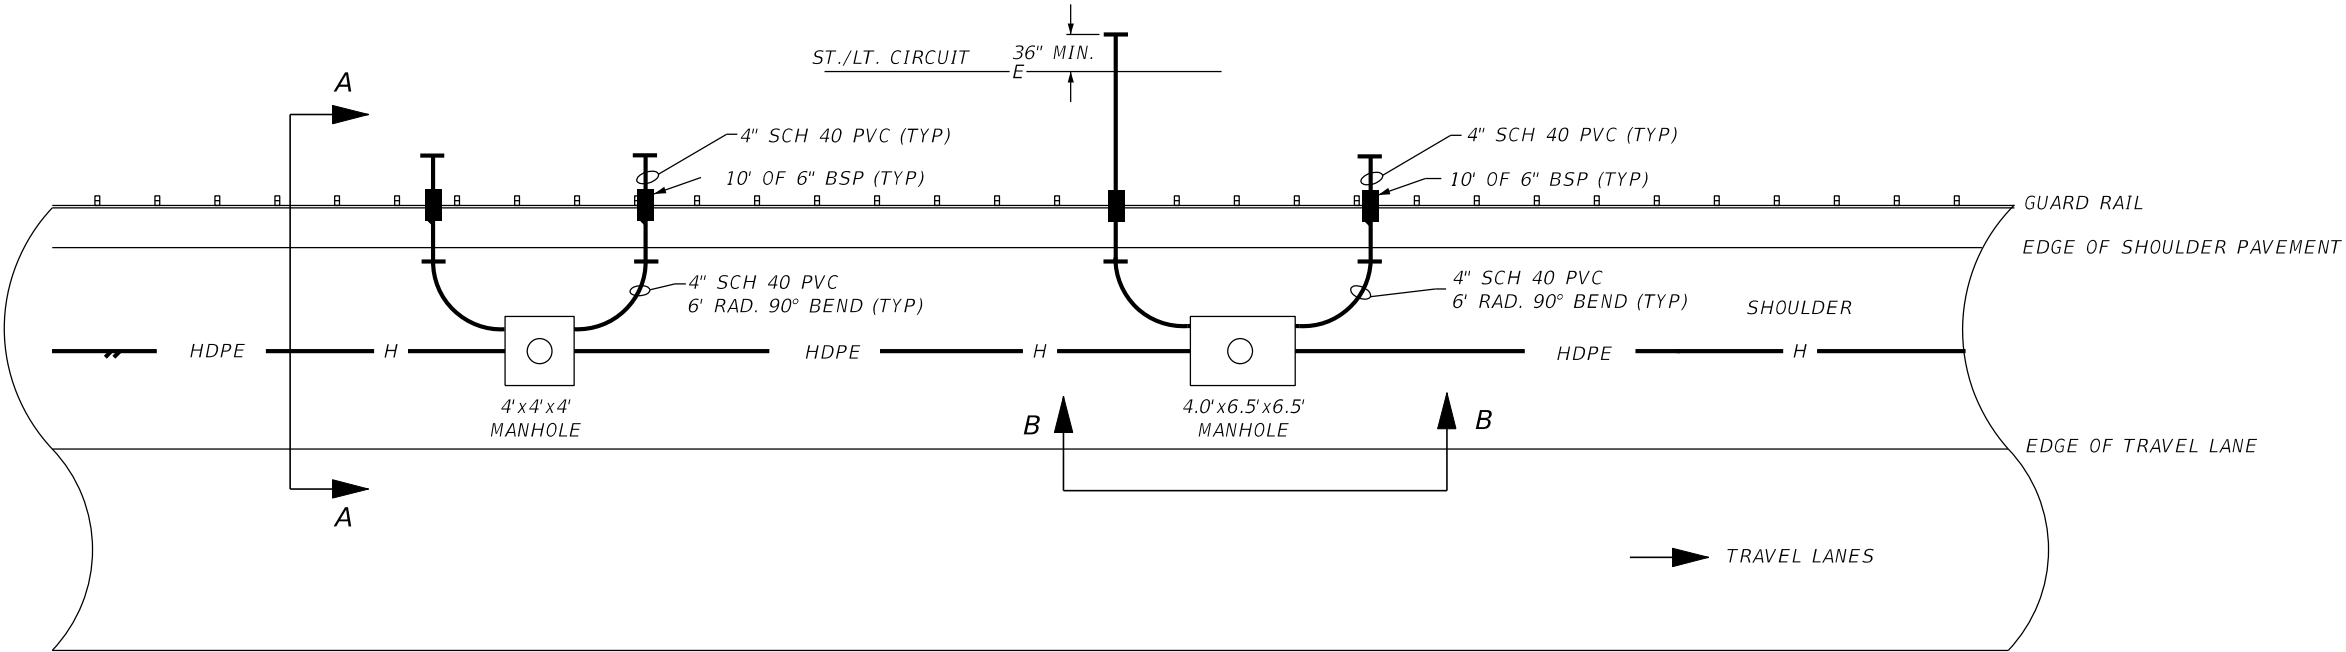 ST./LT. CIRCUIT
36" MIN.
E
A
4" SCH 40 PVC (TYP)
10' OF 6" BSP (TYP)
4" SCH 40 PVC (TYP)
10' OF 6" BSP (TYP)
GUARD RAIL
EDGE OF SHOULDER PAVEMENT
4" SCH 40 PVC
6' RAD. 90° BEND (TYP)
4" SCH 40 PVC
6' RAD. 90° BEND (TYP)
SHOULDER
HDPE
H
HDPE
H
HDPE
H
4'x4'x4'
MANHOLE
4.0'x6.5'x6.5'
MANHOLE
B
B
EDGE OF TRAVEL LANE
A
TRAVEL LANES